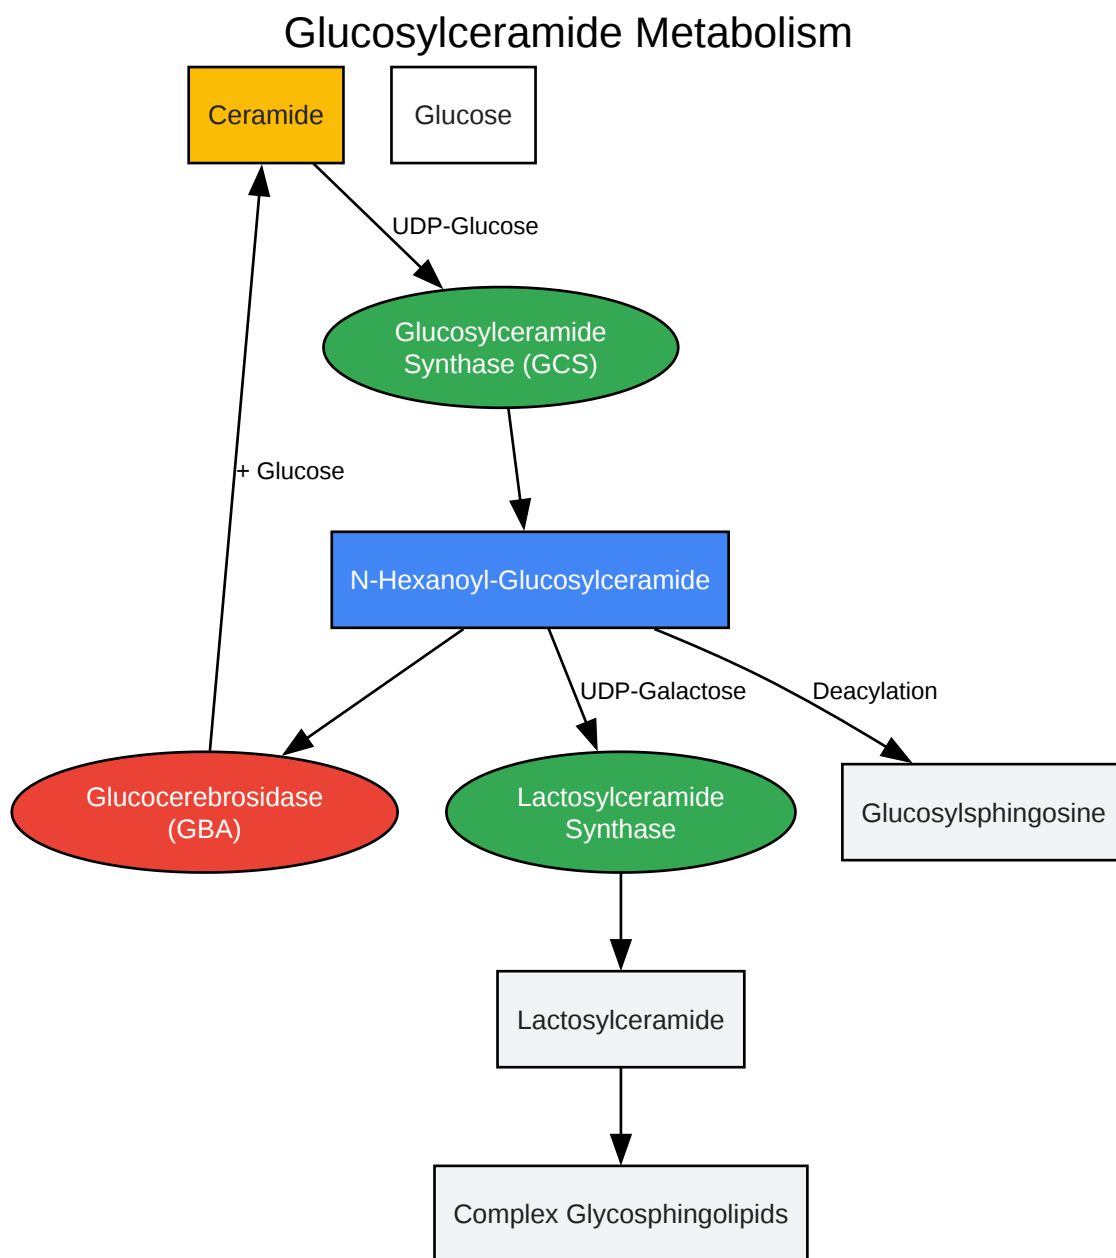 Glucosylceramide Metabolism
Ceramide
Glucose
UDP-Glucose
Glucosylceramide
Synthase (GCS)
+ Glucose
N-Hexanoyl-Glucosylceramide
UDP-Galactose
Deacylation
Glucocerebrosidase
(GBA)
Lactosylceramide
Synthase
Glucosylsphingosine
Lactosylceramide
Complex Glycosphingolipids